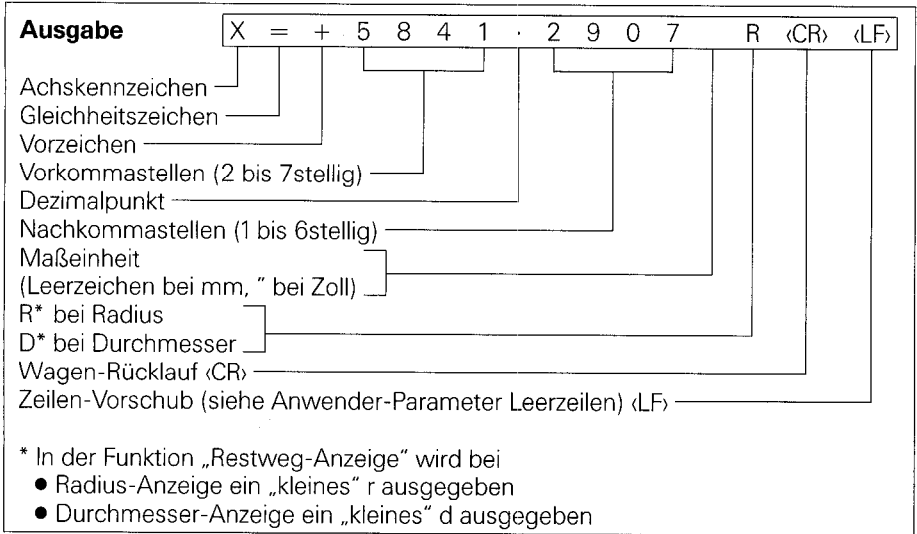 Ausgabe X = + 5 8 4 1 . 2 9 0 7 R ‹CR› ‹LF›
Achskennzeichen
Gleichheitszeichen
Vorzeichen
Vorkommastellen (2 bis 7stellig)
Dezimalpunkt
Nachkommastellen (1 bis 6stellig)
Maßeinheit
(Leerzeichen bei mm, " bei Zoll)
R* bei Radius
D* bei Durchmesser
Wagen-Rücklauf ‹CR›
Zeilen-Vorschub (siehe Anwender-Parameter Leerzeilen) ‹LF›
* In der Funktion „Restweg-Anzeige" wird bei
● Radius-Anzeige ein „kleines" r ausgegeben
● Durchmesser-Anzeige ein „kleines" d ausgegeben